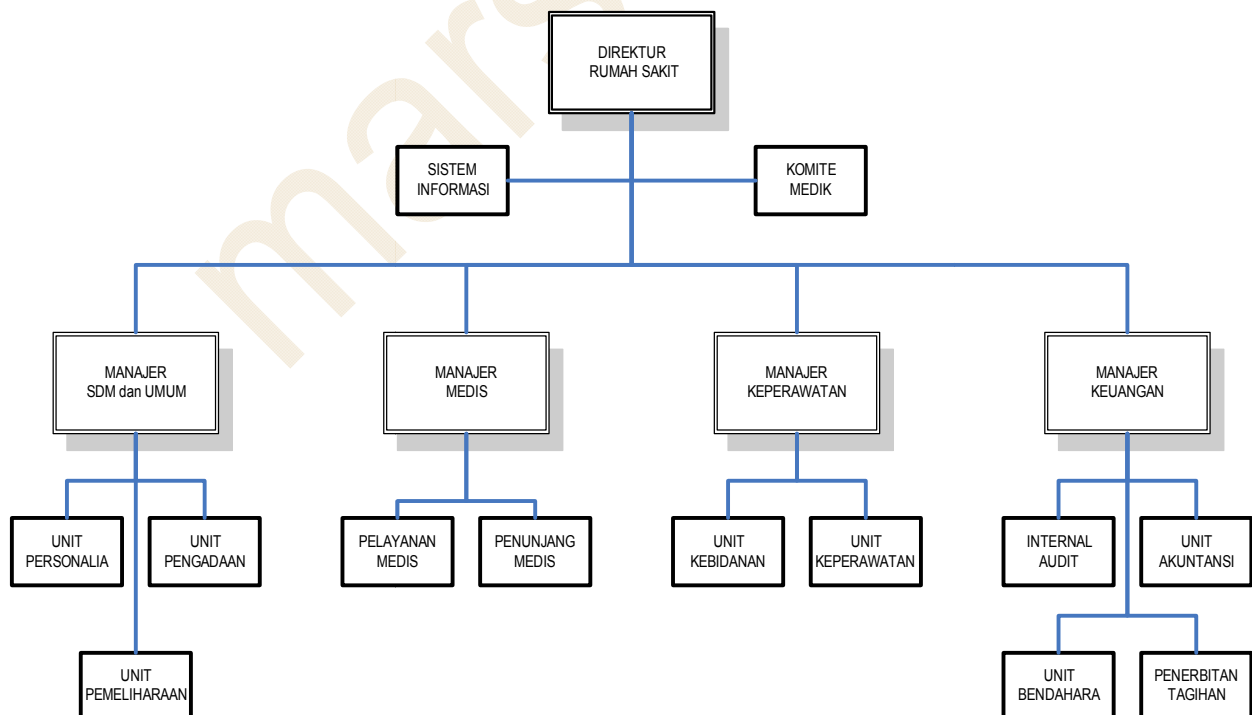 DIREKTUR
RUMAH SAKIT
SISTEM
INFORMASI
KOMITE
MEDIK
MANAJER
SDM dan UMUM
MANAJER
MEDIS
MANAJER
KEPERAWATAN
MANAJER
KEUANGAN
UNIT
PERSONALIA
UNIT
PENGADAAN
PELAYANAN
MEDIS
PENUNJANG
MEDIS
UNIT
KEBIDANAN
UNIT
KEPERAWATAN
INTERNAL
AUDIT
UNIT
AKUNTANSI
UNIT
PEMELIHARAAN
UNIT
BENDAHARA
PENERBITAN
TAGIHAN